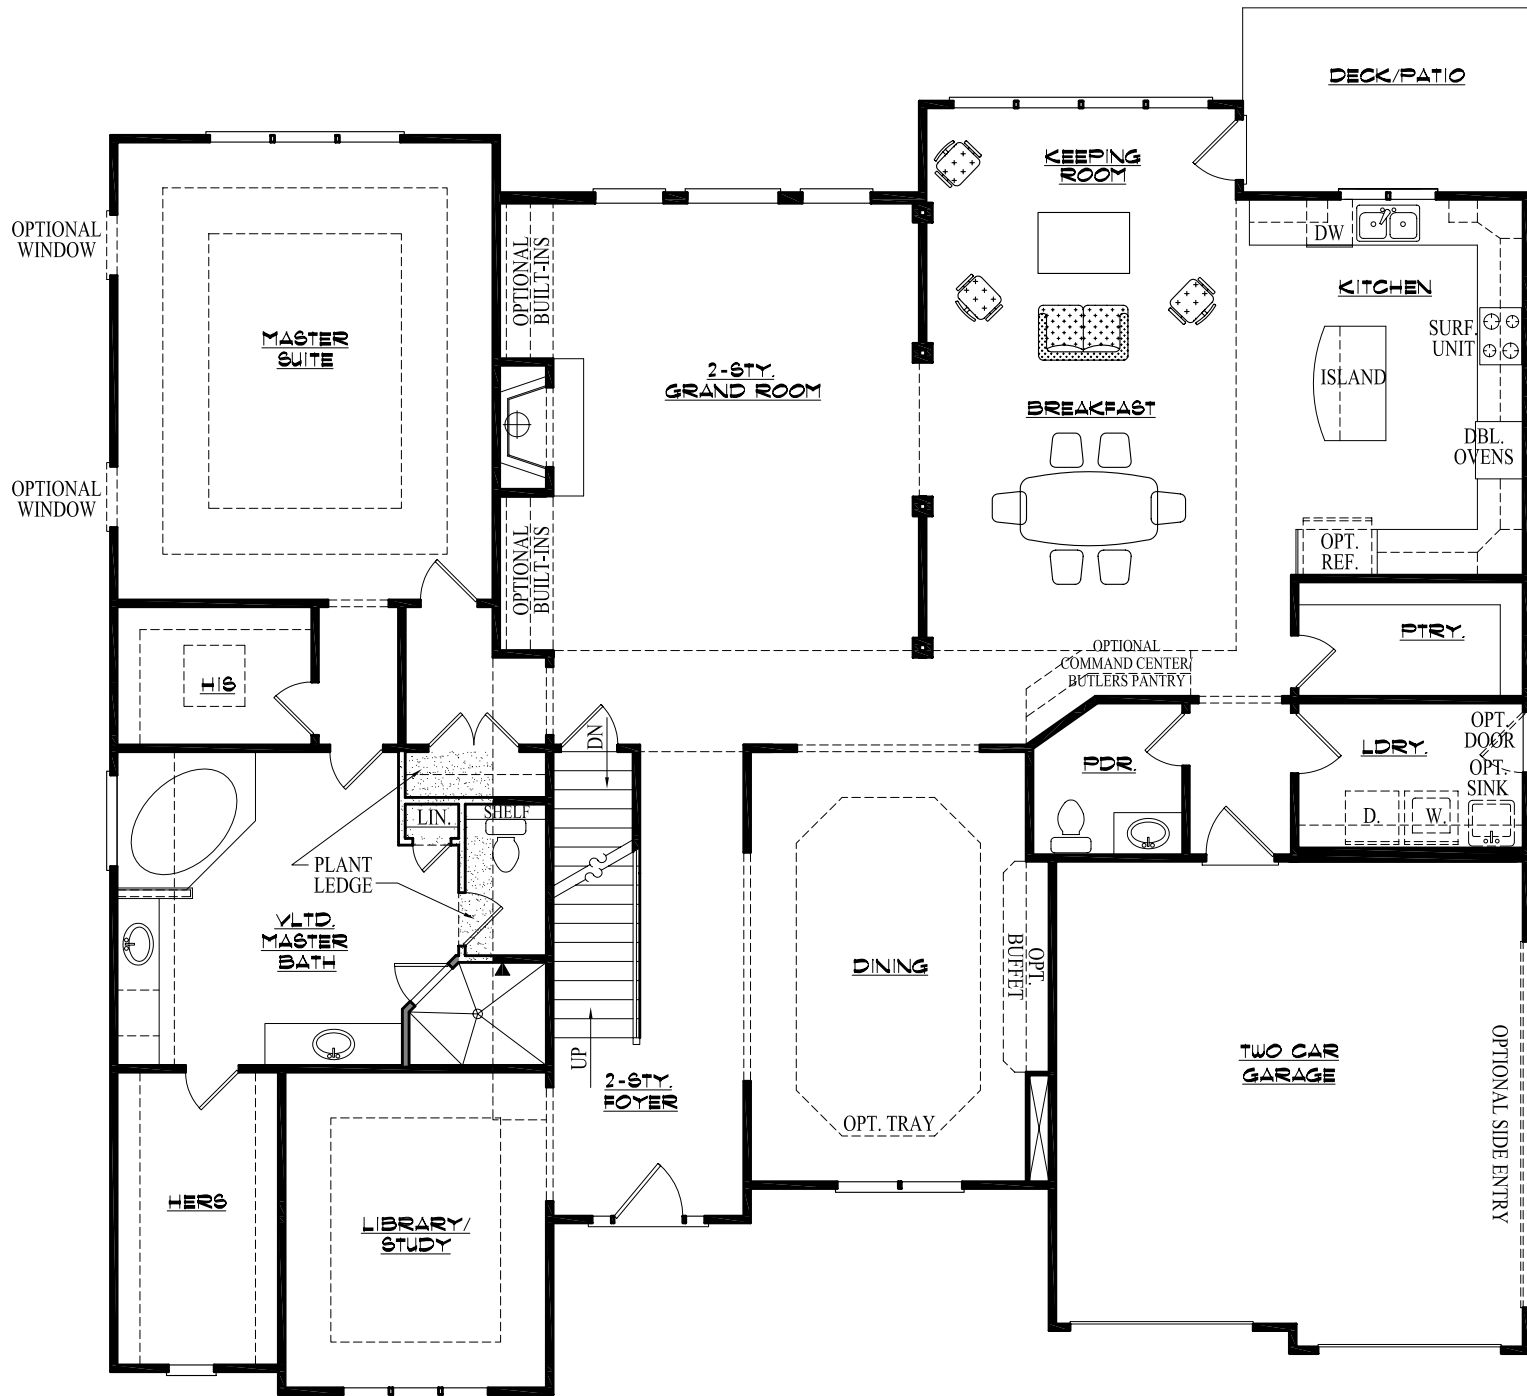 DECK/PATIO
KEEPING
ROOM
OPTIONAL
WINDOW
OPTIONAL
BUILT-INS
DW
KITCHEN
MASTER
SUITE
SURF.
UNIT
2-STY.
GRAND ROOM
ISLAND
BREAKFAST
DBL.
OVENS
OPTIONAL
WINDOW
OPTIONAL
BUILT-INS
OPT.
REF.
PTRY.
HIS
OPTIONAL
COMMAND CENTER/
BUTLERS PANTRY
DN
OPT.
DOOR
LDRY.
PDR.
OPT.
SINK
LIN.
SHELF
D.
W.
PLANT
LEDGE
VLTD.
MASTER
BATH
DINING
OPT.
BUFFET
UP
2-STY.
FOYER
TWO CAR
GARAGE
OPT. TRAY
OPTIONAL SIDE ENTRY
HERS
LIBRARY/
STUDY